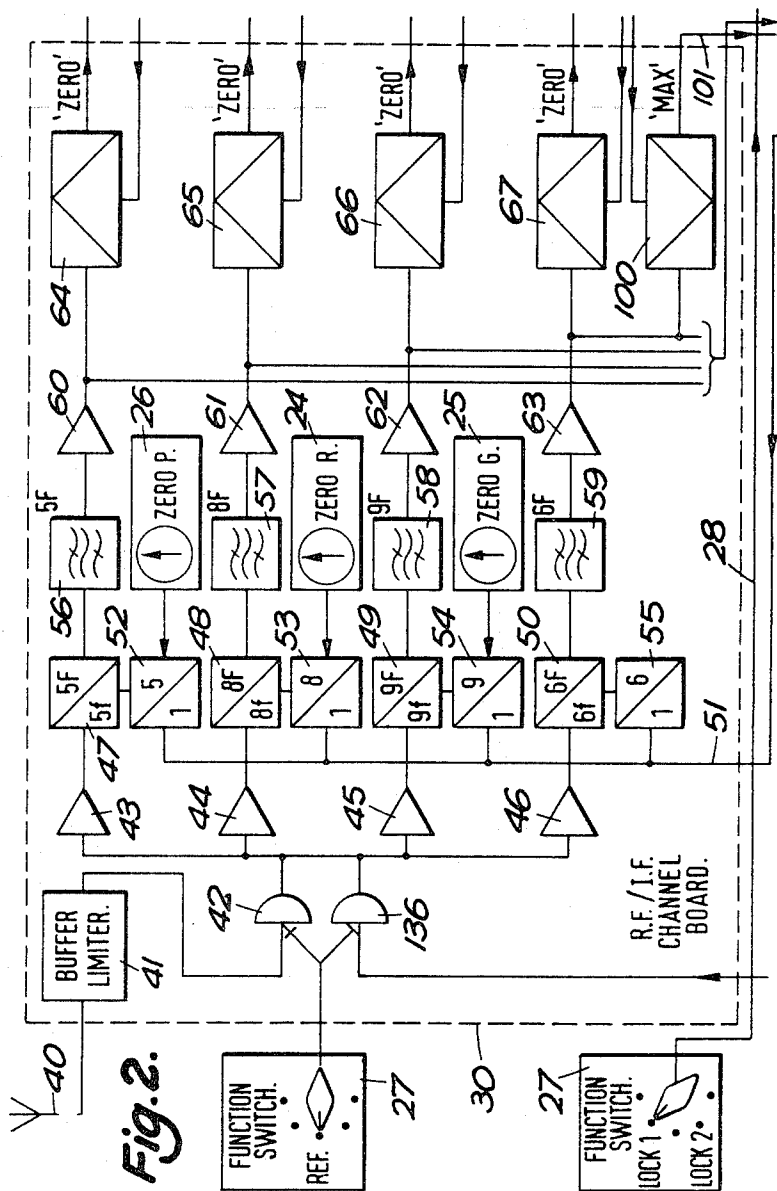 Fig.2.
40
BUFFER
LIMITER.
41
42
136
43
44
45
46
47
5F
5f
52
5
1
56
5F
60
26
ZERO P.
64
'ZERO'
48
8F
8f
53
8
1
57
8F
61
24
ZERO R.
65
'ZERO'
49
9F
9f
54
9
1
58
9F
62
25
ZERO G.
66
'ZERO'
50
6F
6f
55
6
1
59
6F
63
67
'ZERO'
100
'MAX'
101
51
28
R.F./I.F.
CHANNEL
BOARD.
30
FUNCTION
SWITCH.
REF.
27
FUNCTION
SWITCH.
LOCK 1
LOCK 2
27